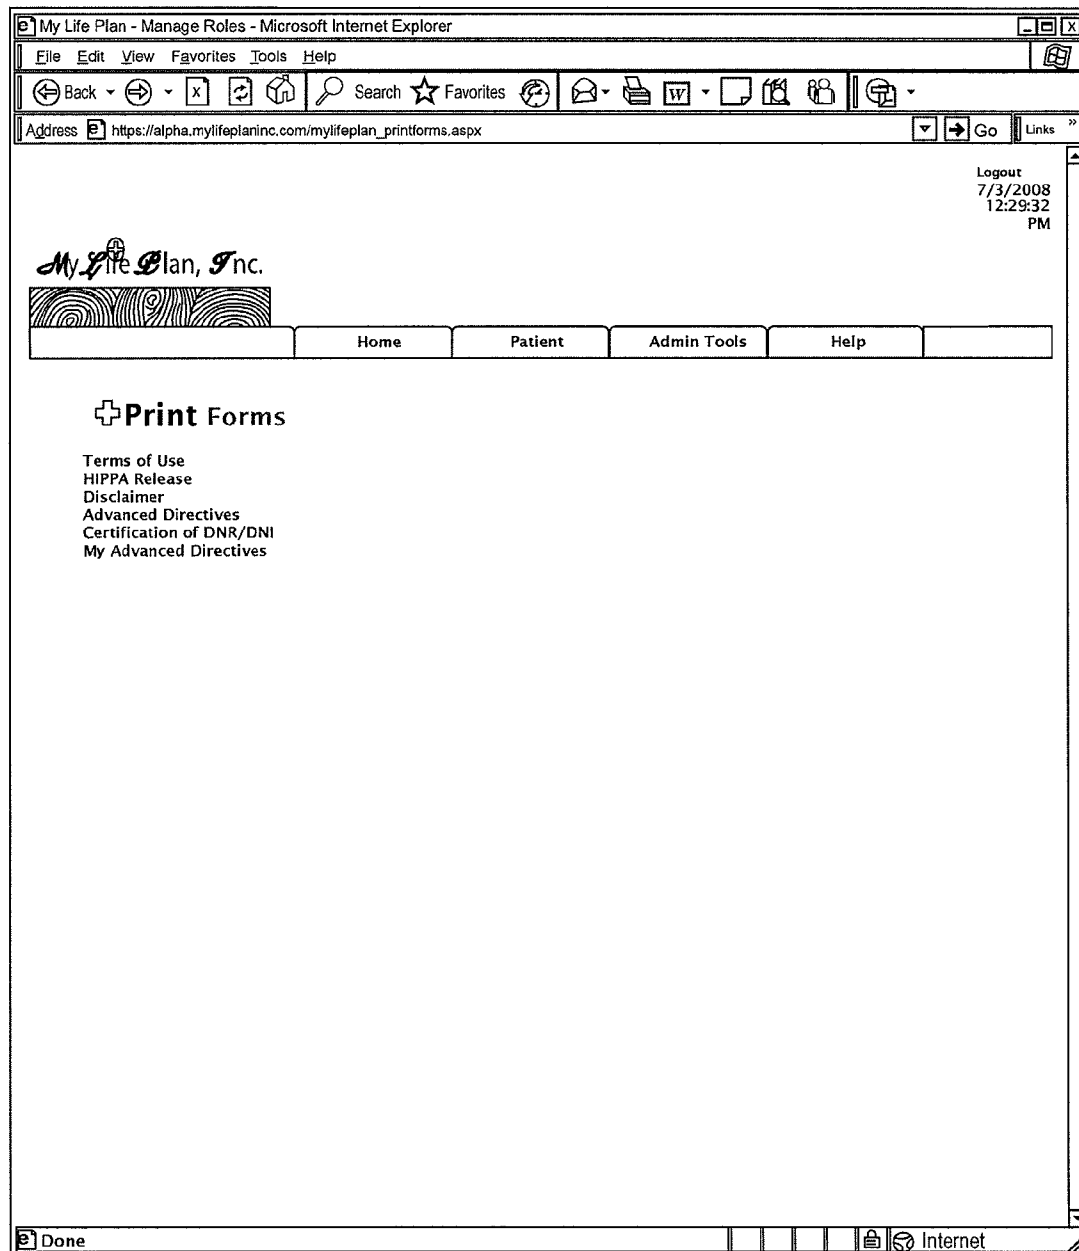 My Life Plan - Manage Roles - Microsoft Internet Explorer
File Edit View Favorites Tools Help
Back Search Favorites W
Address https://alpha.mylifeplaninc.com/mylifeplan_printforms.aspx Go Links »
Logout
7/3/2008
12:29:32
PM
My Life Plan, Inc.
Home Patient Admin Tools Help
Print Forms
Terms of Use
HIPPA Release
Disclaimer
Advanced Directives
Certification of DNR/DNI
My Advanced Directives
Done Internet